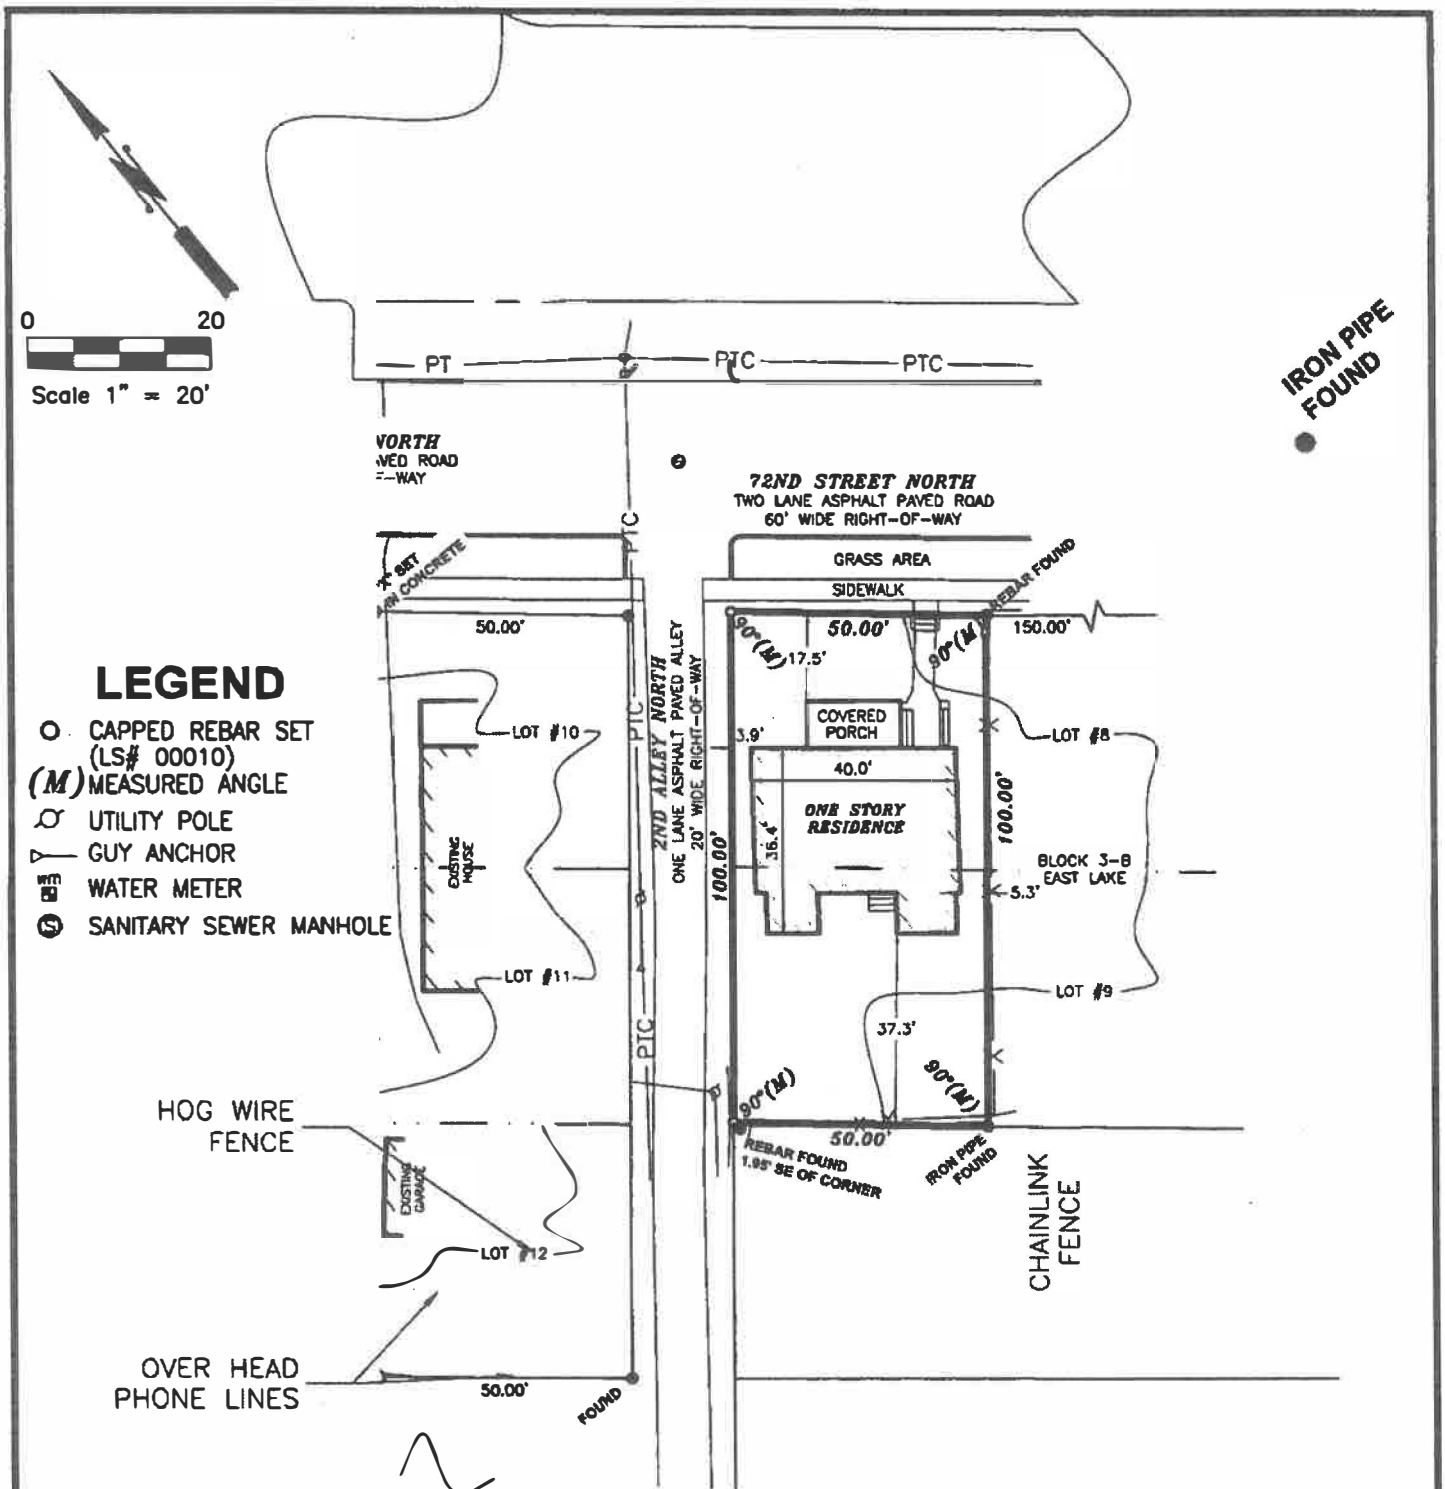 0 20
Scale 1" = 20'
IRON PIPE
FOUND
PT
PTC
PTC
NORTH
VED ROAD
F-WAY
72ND STREET NORTH
TWO LANE ASPHALT PAVED ROAD
60' WIDE RIGHT-OF-WAY
PTC
"X" SET
IN CONCRETE
GRASS AREA
SIDEWALK
REBAR FOUND
50.00'
50.00'
150.00'
90°(M)
90°(M)
17.5'
LEGEND
CAPPED REBAR SET
(LS# 00010)
(M) MEASURED ANGLE
UTILITY POLE
GUY ANCHOR
wm
WATER METER
S
SANITARY SEWER MANHOLE
PTC
2ND ALLEY NORTH
ONE LANE ASPHALT PAVED ALLEY
20' WIDE RIGHT-OF-WAY
LOT #10
COVERED
PORCH
LOT #8
3.9'
40.0'
ONE STORY
RESIDENCE
36.4'
100.00'
100.00'
EXISTING
HOUSE
BLOCK 3-B
EAST LAKE
5.3'
LOT #11
LOT #9
37.3'
PTC
90°(M)
90°(M)
HOG WIRE
FENCE
50.00'
REBAR FOUND
1.95' SE OF CORNER
IRON PIPE
FOUND
EXISTING
GARAGE
CHAINLINK
FENCE
LOT #12
OVER HEAD
PHONE LINES
50.00'
FOUND